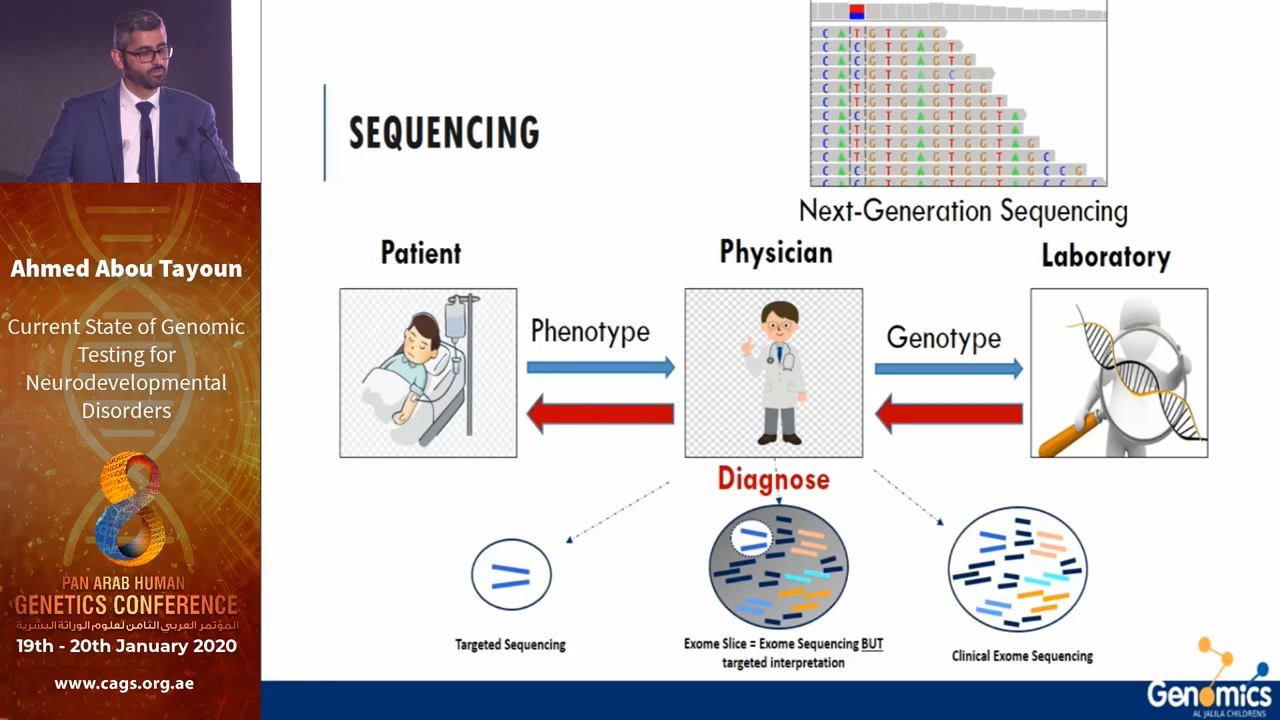 Ahmed Abou Tayoun
Current State of Genomic
Testing for
Neurodevelopmental
Disorders
PAN ARAB HUMAN
GENETICS CONFERENCE
المؤتمر العربي الثامن لعلوم الوراثة البشرية
19th - 20th January 2020
www.cags.org.ae
SEQUENCING
C A T G T G A G
C A C G T G A G T
C A C G T G A G T G
C A C G T G A G C G
C A T G T G A G T G G
C A T G T G A G T G G T
C A C G T G A G T G G T A
C A T G T G A G T G G T A
C A T G T G A G T G G T A G
C A T G T G A G T G G T A G C
C A C G T G A G T G G T A G C C G
C A C G T G A G T G G T A G C C G C
Next-Generation Sequencing
Patient
Physician
Laboratory
Phenotype
Genotype
Diagnose
Targeted Sequencing
Exome Slice = Exome Sequencing BUT
targeted interpretation
Clinical Exome Sequencing
Genomics
AL JALILA CHILDRENS